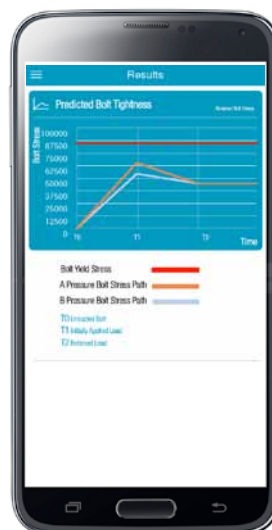 Results
Predicted Bolt Tightness
Bolt Stress
100000
87500
75000
62500
50000
37500
25000
12500
0
T0
T1
T2
Time
Bolt Yield Stress
A Pressure Bolt Stress Path
B Pressure Bolt Stress Path
T0 Untracted Bolt
T1 Initially Applied Load
T2 Retained Load